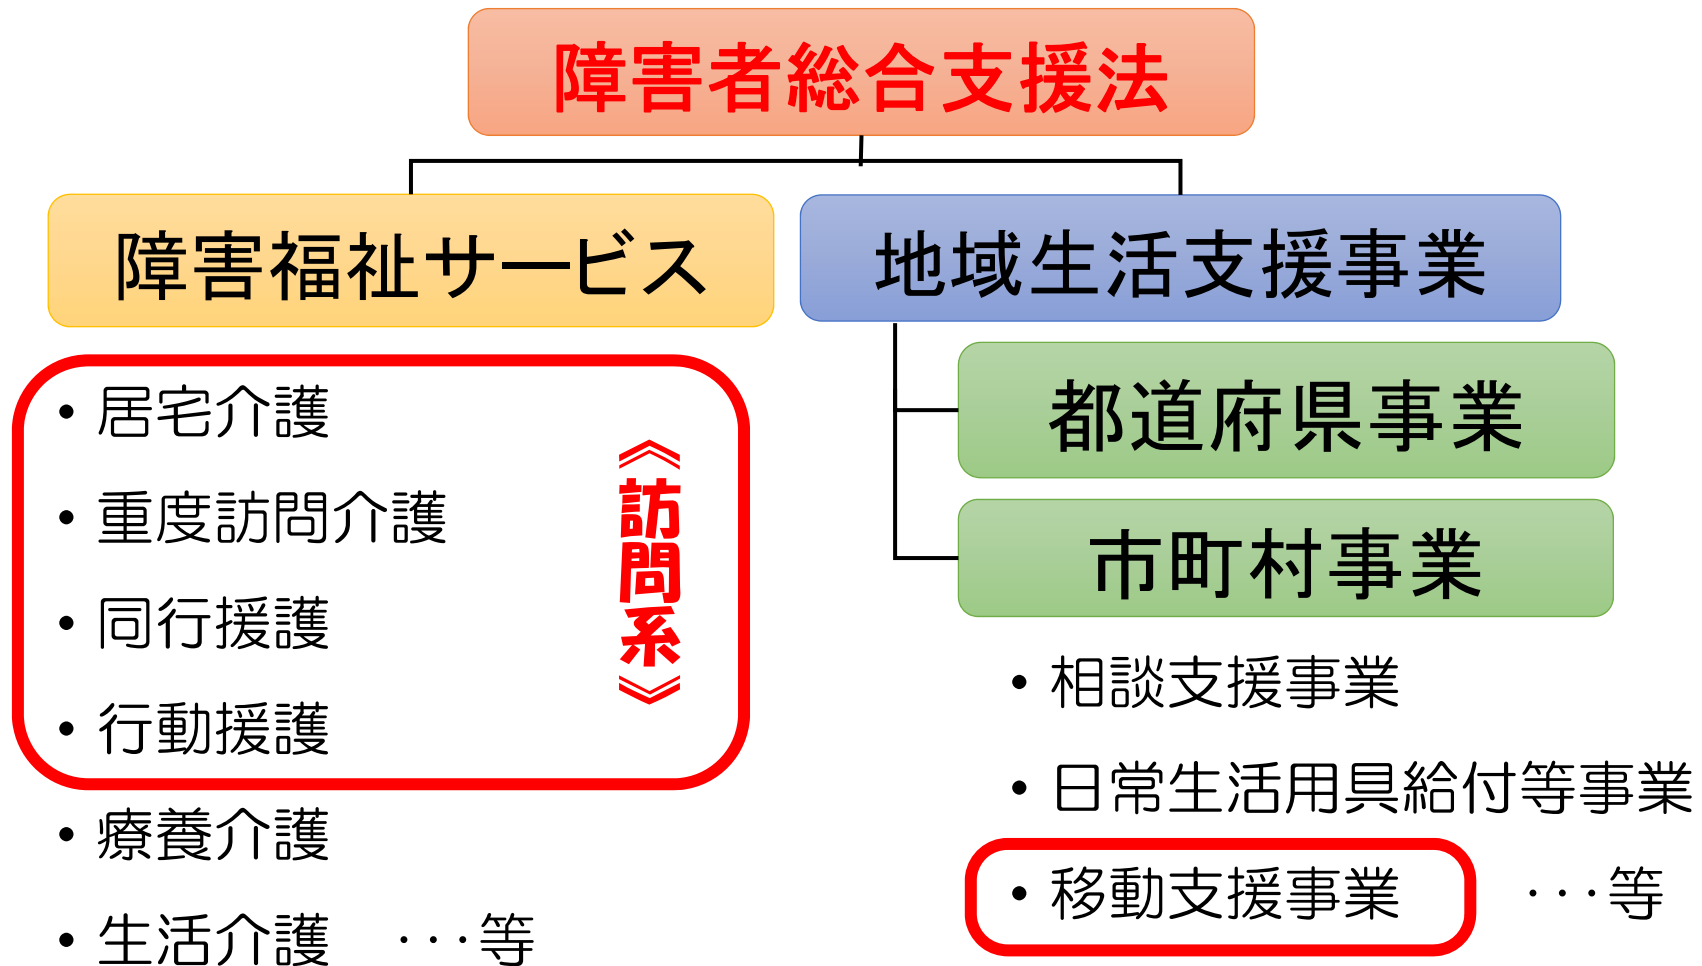 障害者総合支援法
障害福祉サービス
• 居宅介護
• 重度訪問介護
• 同行援護
• 行動援護
《訪問系》
• 療養介護
• 生活介護　・・・等
地域生活支援事業
都道府県事業
市町村事業
• 相談支援事業
• 日常生活用具給付等事業
• 移動支援事業　・・・等